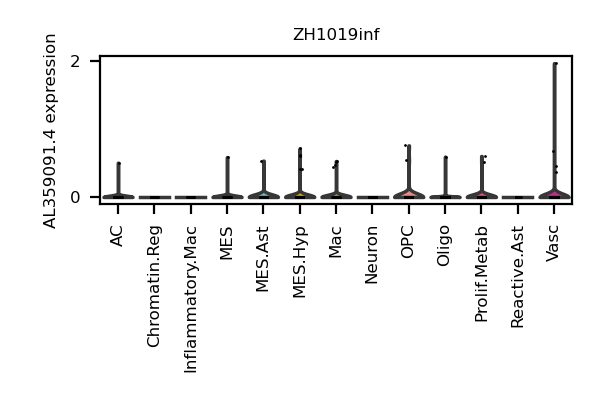 ZH1019inf
AL359091.4 expression
2
0
AC
Chromatin.Reg
Inflammatory.Mac
MES
MES.Ast
MES.Hyp
Mac
Neuron
OPC
Oligo
Prolif.Metab
Reactive.Ast
Vasc